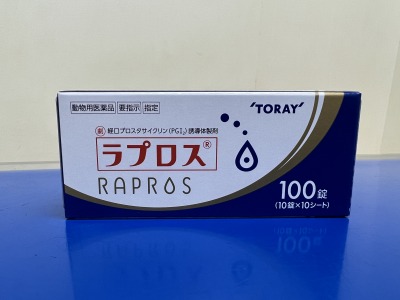 動物用医薬品 要指示 指定
'TORAY'
劇 経口プロスタサイクリン(PGI₂)誘導体製剤
ラプロス®
RAPROS
100錠
(10錠×10シート)